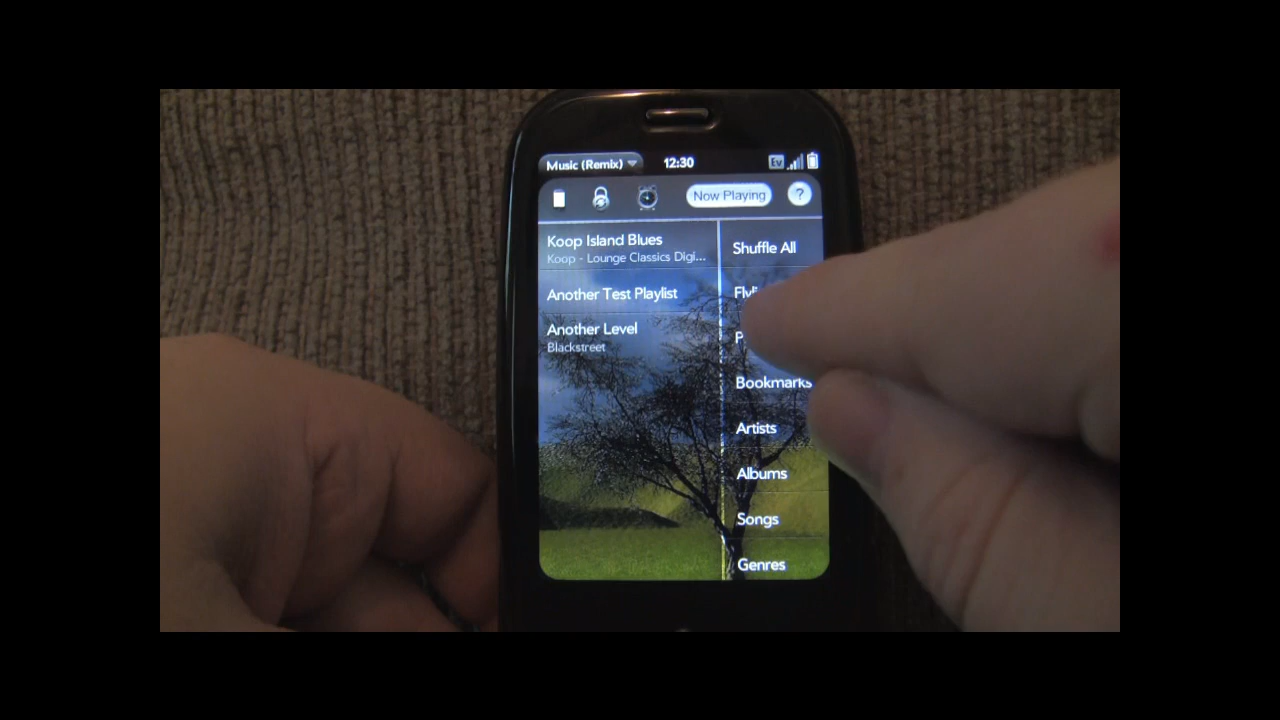 Music (Remix)
12:30
Ev
Now Playing
?
Koop Island Blues
Koop - Lounge Classics Digi...
Another Test Playlist
Another Level
Blackstreet
Shuffle All
Bookmarks
Artists
Albums
Songs
Genres